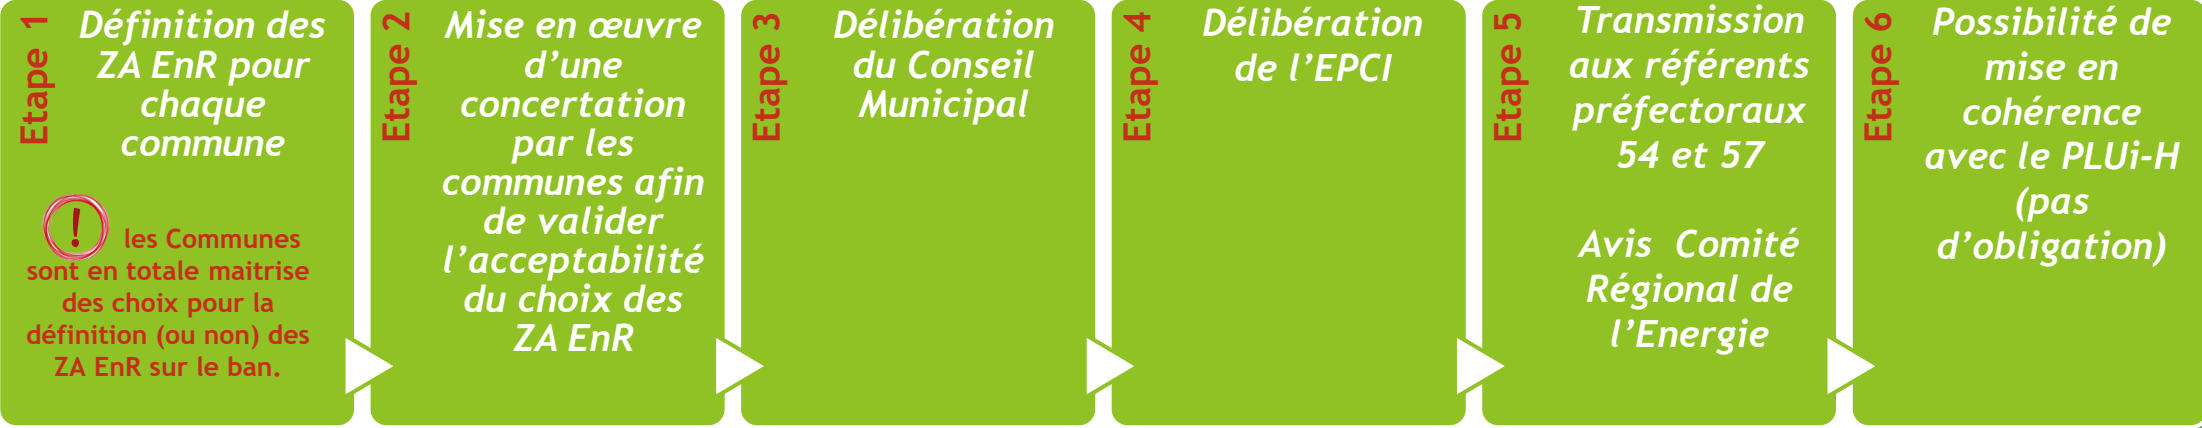 Etape 1
Définition des
ZA EnR pour
chaque
commune
!
les Communes
sont en totale maitrise
des choix pour la
définition (ou non) des
ZA EnR sur le ban.
Etape 2
Mise en œuvre
d’une
concertation
par les
communes afin
de valider
l’acceptabilité
du choix des
ZA EnR
Etape 3
Délibération
du Conseil
Municipal
Etape 4
Délibération
de l’EPCI
Etape 5
Transmission
aux référents
préfectoraux
54 et 57
Avis Comité
Régional de
l’Energie
Etape 6
Possibilité de
mise en
cohérence
avec le PLUi-H
(pas
d’obligation)